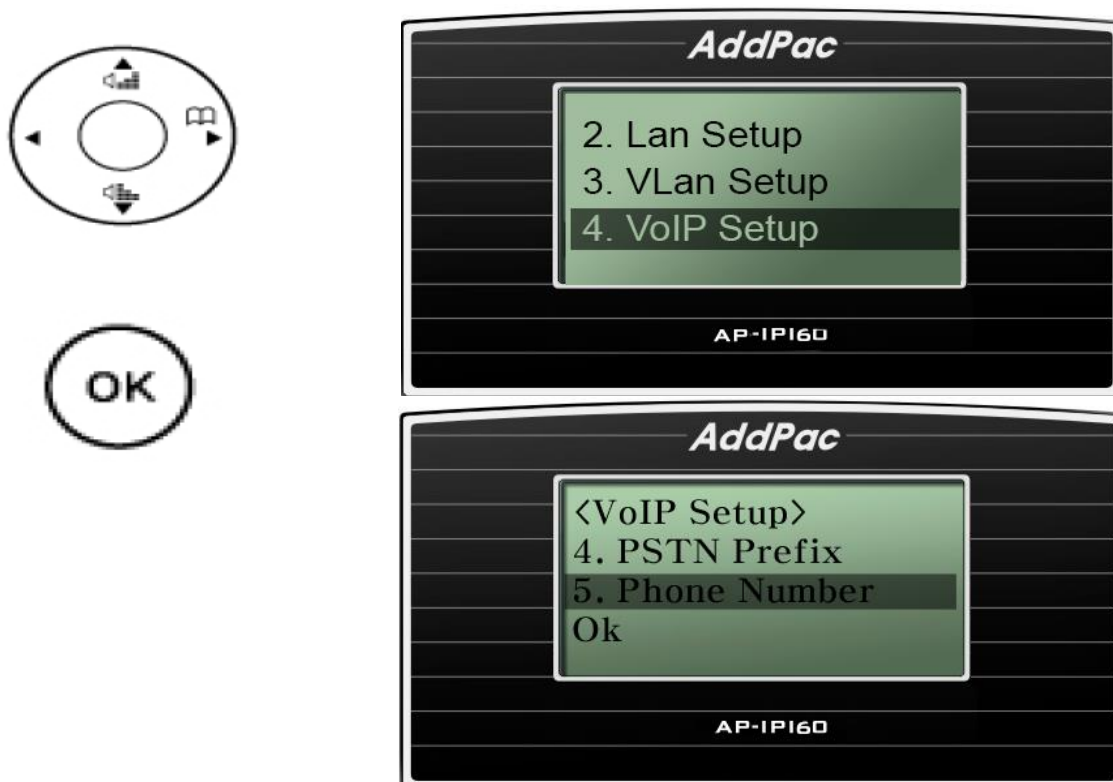 AddPac
2. Lan Setup
3. VLan Setup
4. VoIP Setup
AP-IP160
OK
AddPac
<VoIP Setup>
4. PSTN Prefix
5. Phone Number
Ok
AP-IP160